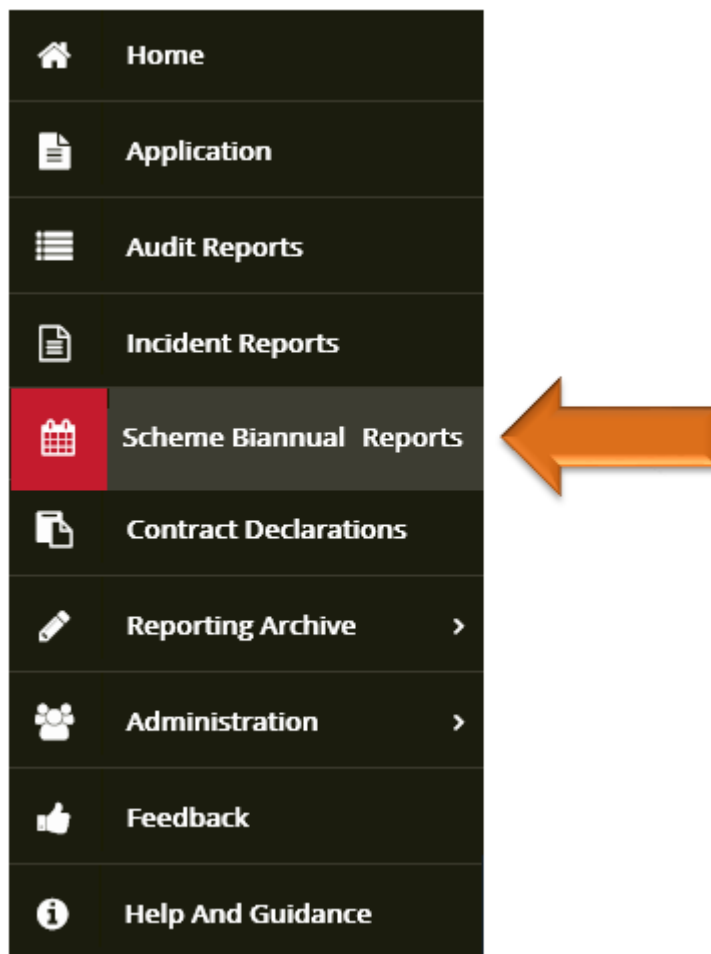 Home
Application
Audit Reports
Incident Reports
Scheme Biannual Reports
Contract Declarations
Reporting Archive
Administration
Feedback
Help And Guidance